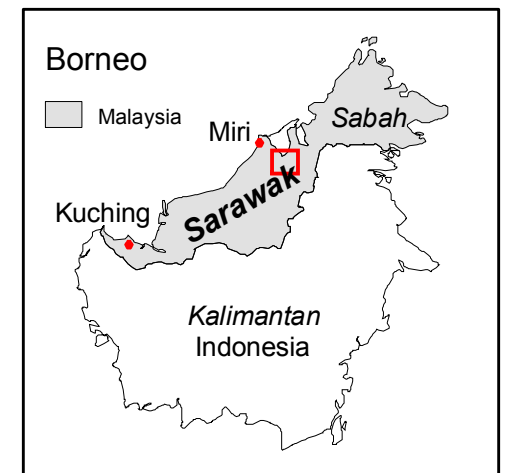 Borneo
Malaysia
Sabah
Miri
Sarawak
Kuching
Kalimantan
Indonesia